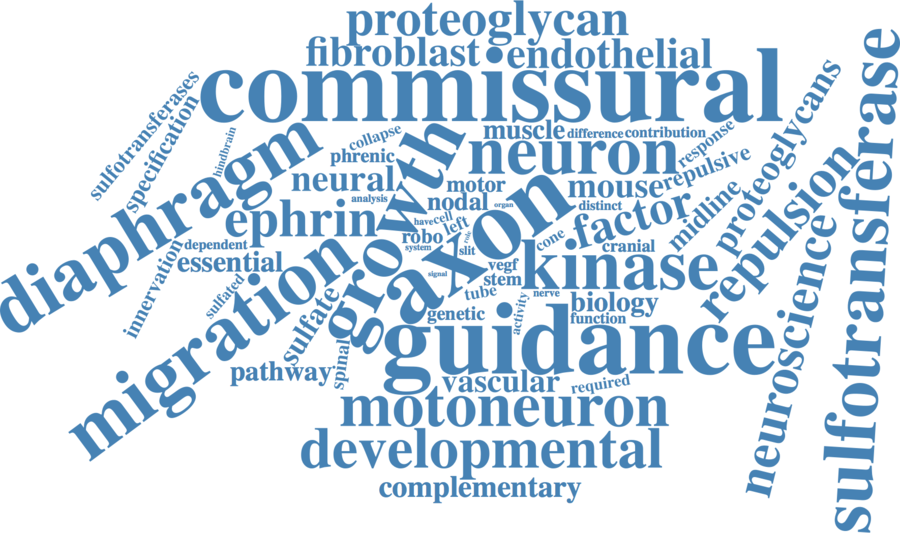 proteoglycan
fibroblast
endothelial
commissural
sulfotransferases
specification
hindbrain
diaphragm
collapse
phrenic
neural
analysis
growth
muscle
difference
contribution
neuron
response
proteoglycans
sulfotransferase
motor
nodal
organ
mouse
repulsive
distinct
midline
repulsion
ephrin
have
cell
left
robo
system
role
slit
axon
cone
factor
cranial
dependent
essential
innervation
sulfated
migration
signal
vegf
stem
kinase
tube
nerve
activity
biology
function
genetic
sulfate
spinal
pathway
guidance
neuroscience
vascular
required
motoneuron
developmental
complementary